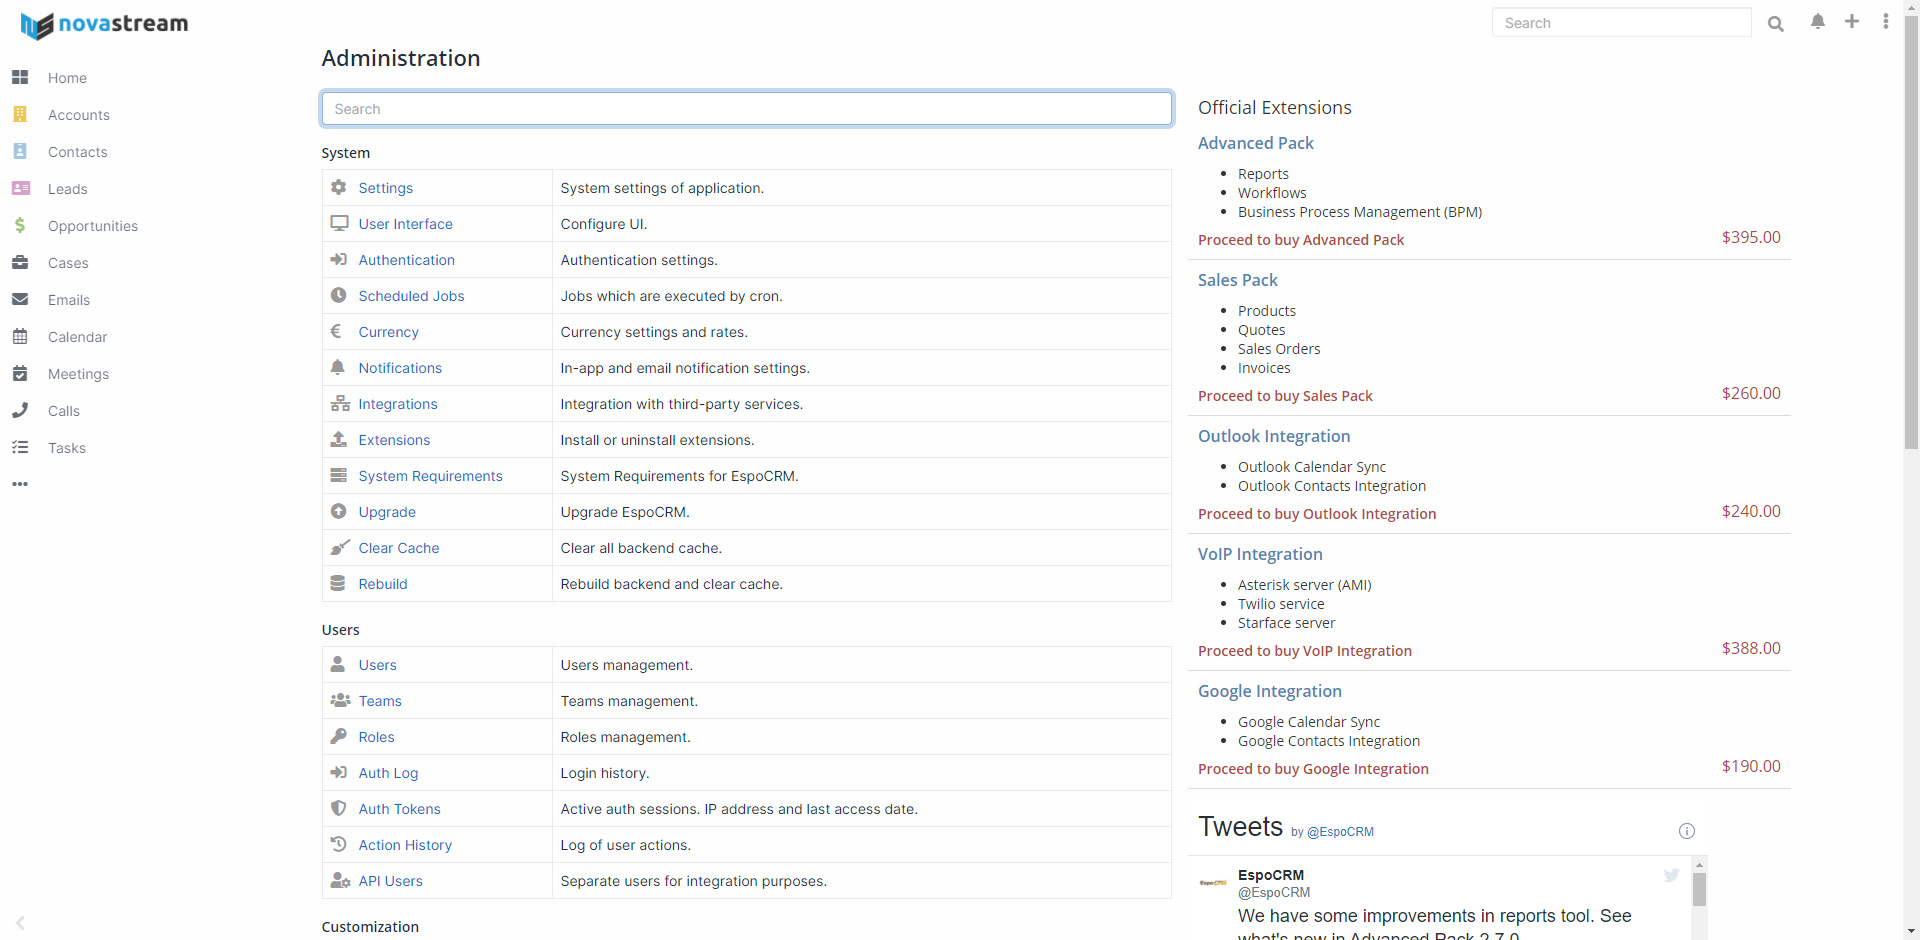 novastream
Search
Home
Accounts
Contacts
Leads
Opportunities
Cases
Emails
Calendar
Meetings
Calls
Tasks
Administration
Search
System
Settings System settings of application.
User Interface Configure UI.
Authentication Authentication settings.
Scheduled Jobs Jobs which are executed by cron.
Currency Currency settings and rates.
Notifications In-app and email notification settings.
Integrations Integration with third-party services.
Extensions Install or uninstall extensions.
System Requirements System Requirements for EspoCRM.
Upgrade Upgrade EspoCRM.
Clear Cache Clear all backend cache.
Rebuild Rebuild backend and clear cache.
Users
Users Users management.
Teams Teams management.
Roles Roles management.
Auth Log Login history.
Auth Tokens Active auth sessions. IP address and last access date.
Action History Log of user actions.
API Users Separate users for integration purposes.
Customization
Official Extensions
Advanced Pack
Reports
Workflows
Business Process Management (BPM)
Proceed to buy Advanced Pack $395.00
Sales Pack
Products
Quotes
Sales Orders
Invoices
Proceed to buy Sales Pack $260.00
Outlook Integration
Outlook Calendar Sync
Outlook Contacts Integration
Proceed to buy Outlook Integration $240.00
VoIP Integration
Asterisk server (AMI)
Twilio service
Starface server
Proceed to buy VoIP Integration $388.00
Google Integration
Google Calendar Sync
Google Contacts Integration
Proceed to buy Google Integration $190.00
Tweets by @EspoCRM
EspoCRM
EspoCRM
@EspoCRM
We have some improvements in reports tool. See
what's new in Advanced Pack 2.7.0